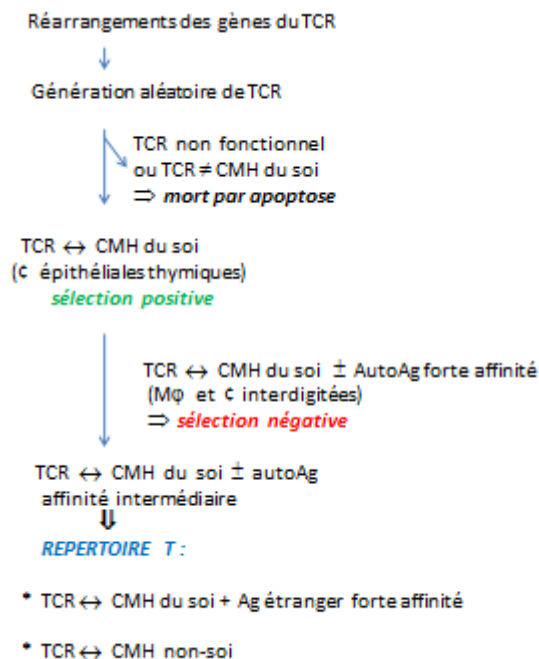 Réarrangements des gènes du TCR
Génération aléatoire de TCR
TCR non fonctionnel
ou TCR ≠ CMH du soi
⇒ mort par apoptose
TCR ↔ CMH du soi
(¢ épithéliales thymiques)
sélection positive
TCR ↔ CMH du soi ± AutoAg forte affinité
(Mφ et ¢ interdigitées)
⇒ sélection négative
TCR ↔ CMH du soi ± autoAg
affinité intermédiaire
⇓
REPERTOIRE T :
* TCR ↔ CMH du soi + Ag étranger forte affinité
* TCR ↔ CMH non-soi